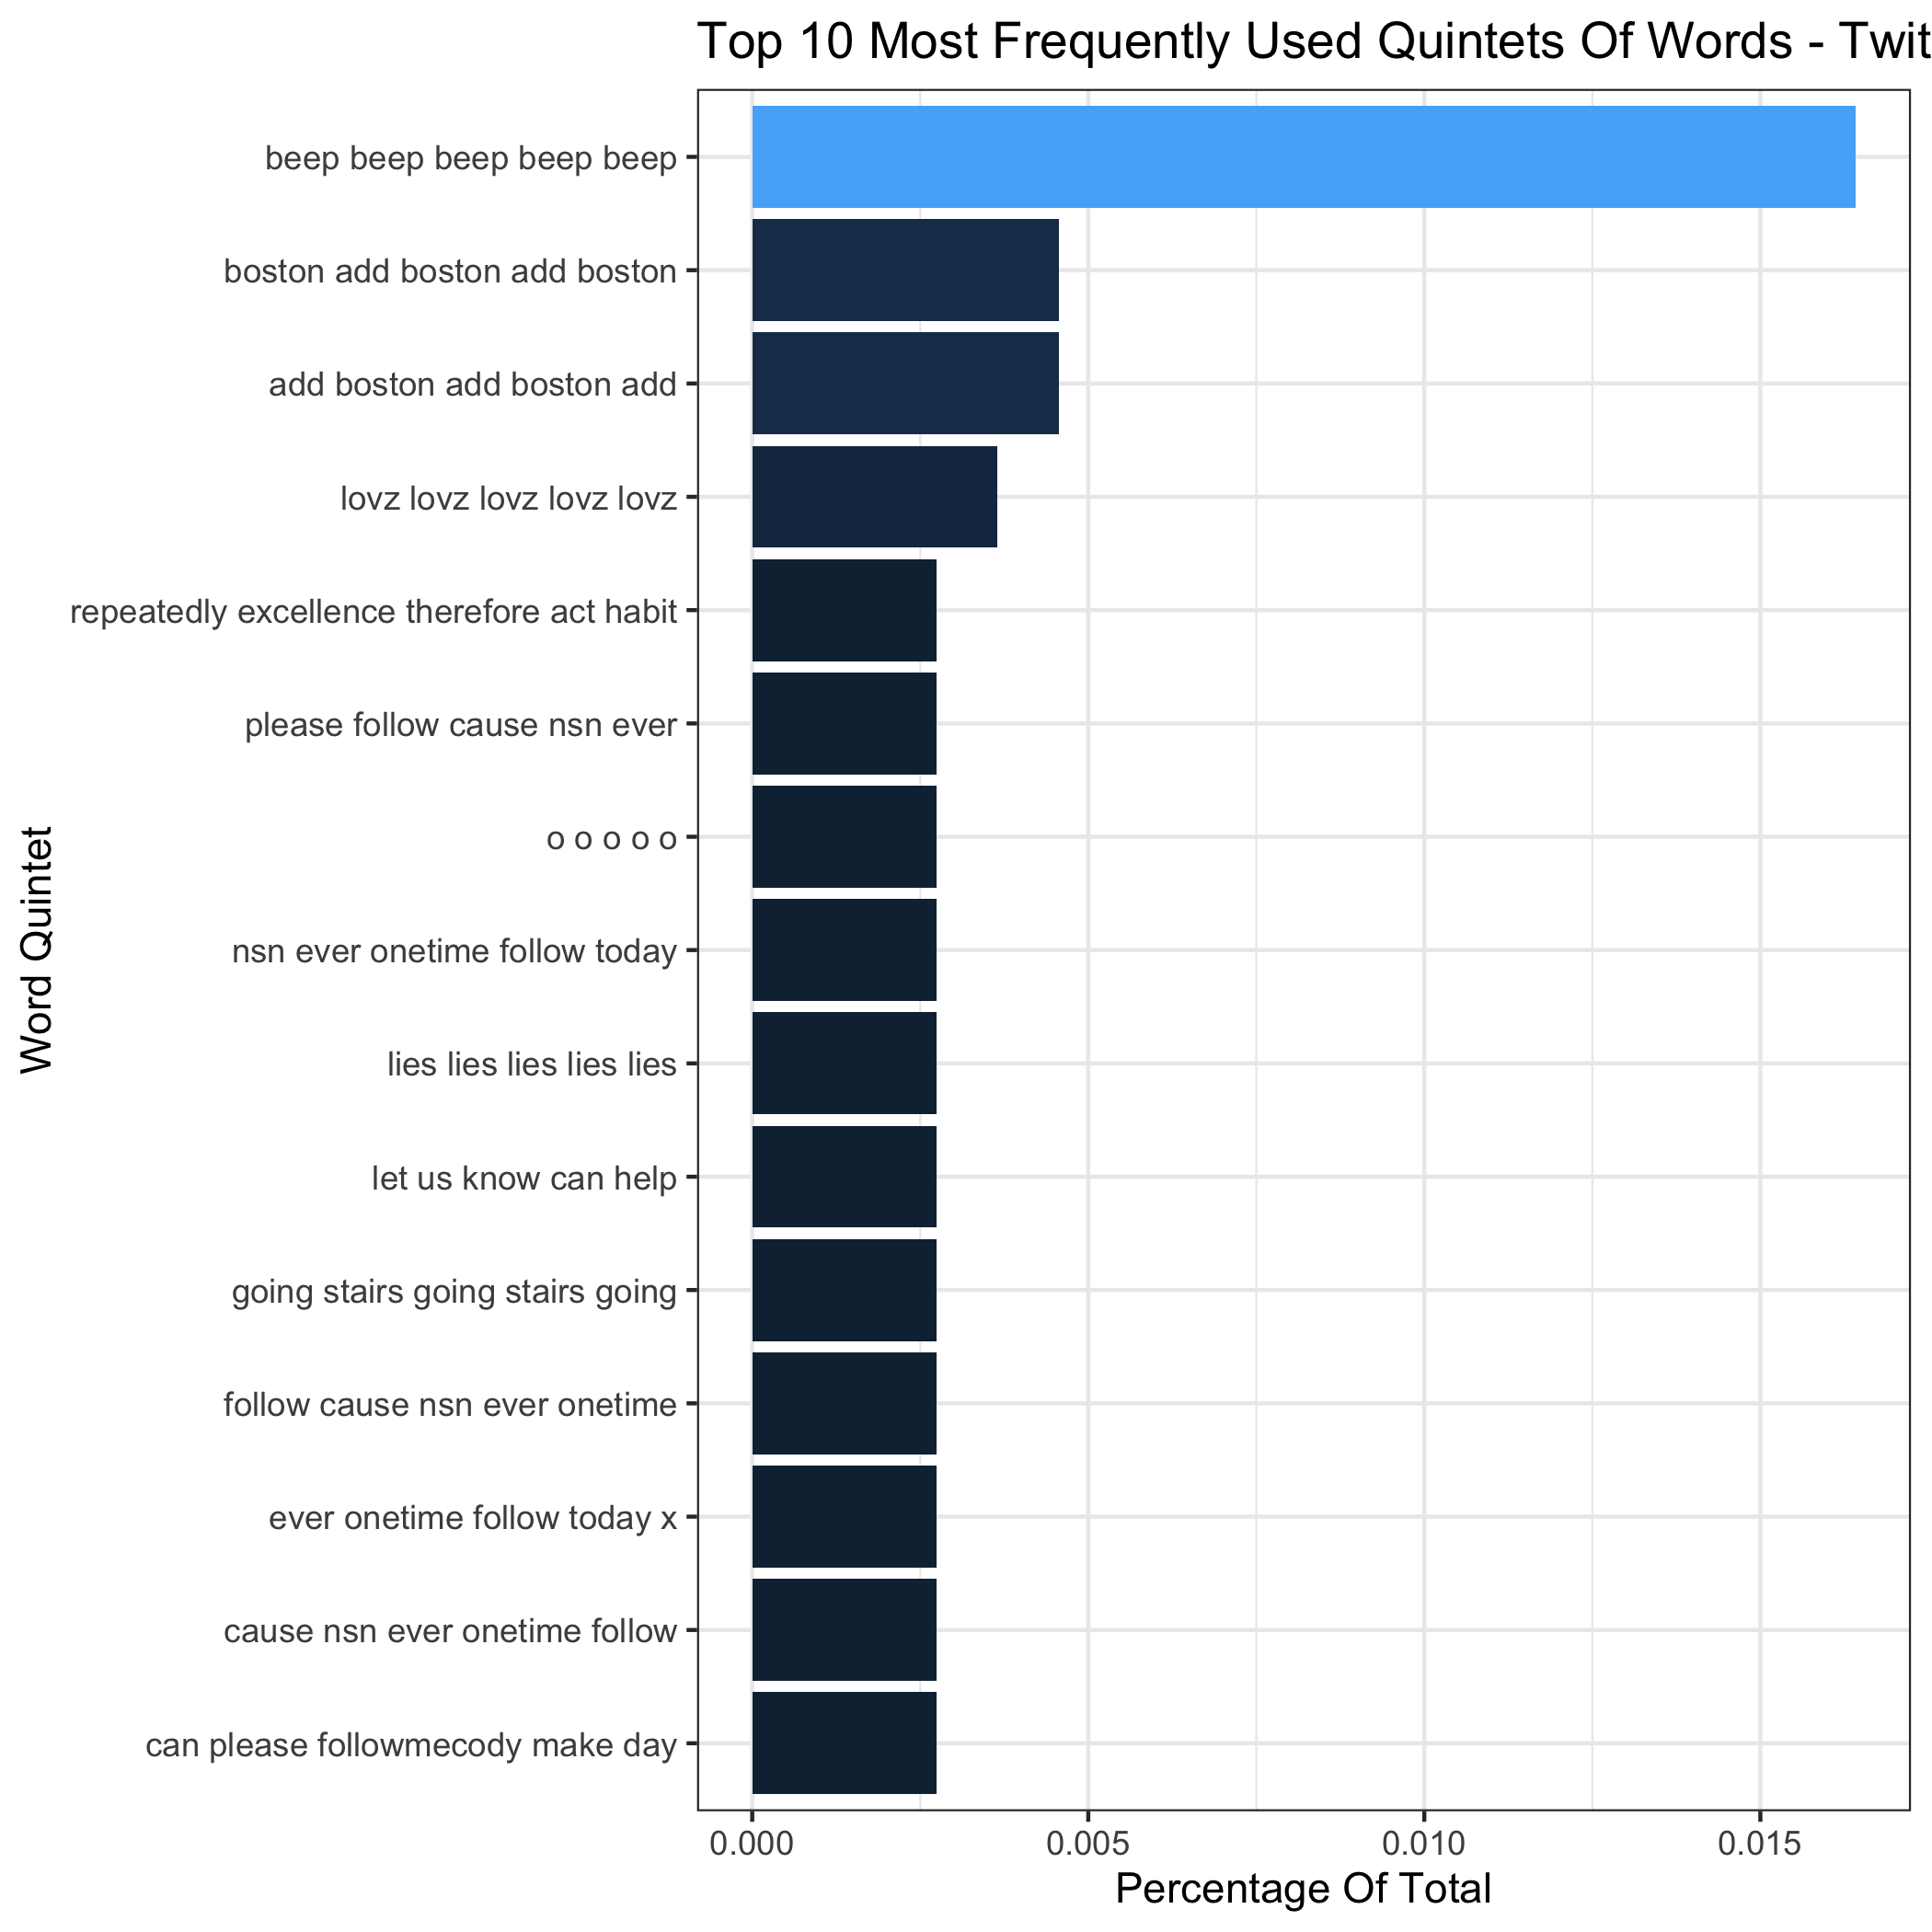 Top 10 Most Frequently Used Quintets Of Words - Twit
beep beep beep beep beep
boston add boston add boston
add boston add boston add
lovz lovz lovz lovz lovz
repeatedly excellence therefore act habit
please follow cause nsn ever
o o o o o
nsn ever onetime follow today
lies lies lies lies lies
let us know can help
going stairs going stairs going
follow cause nsn ever onetime
ever onetime follow today x
cause nsn ever onetime follow
can please followmecody make day
Word Quintet
0.000 0.005 0.010 0.015
Percentage Of Total